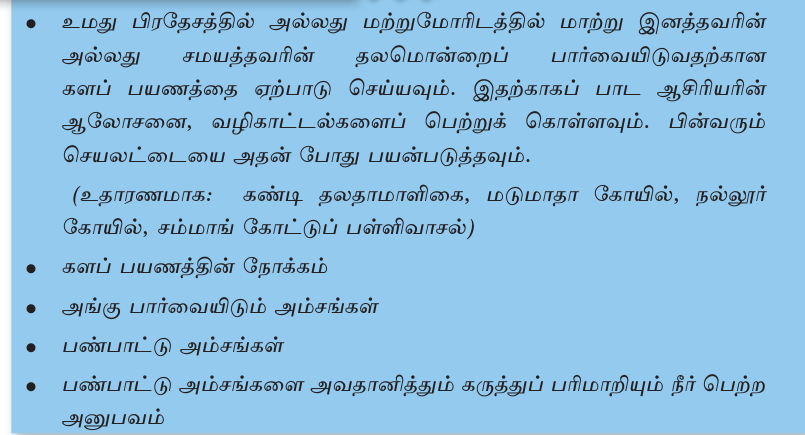 • உமது பிரதேசத்தில் அல்லது மற்றுமோரிடத்தில் மாற்று இனத்தவரின்
அல்லது சமயத்தவரின் தலமொன்றைப் பார்வையிடுவதற்கான
களப் பயணத்தை ஏற்பாடு செய்யவும். இதற்காகப் பாட ஆசிரியரின்
ஆலோசனை, வழிகாட்டல்களைப் பெற்றுக் கொள்ளவும். பின்வரும்
செயலட்டையை அதன் போது பயன்படுத்தவும்.
(உதாரணமாக: கண்டி தலதாமாளிகை, மடுமாதா கோயில், நல்லூர்
கோயில், சம்மாங் கோட்டுப் பள்ளிவாசல்)
• களப் பயணத்தின் நோக்கம்
• அங்கு பார்வையிடும் அம்சங்கள்
• பண்பாட்டு அம்சங்கள்
• பண்பாட்டு அம்சங்களை அவதானித்தும் கருத்துப் பரிமாறியும் நீர் பெற்ற
அனுபவம்